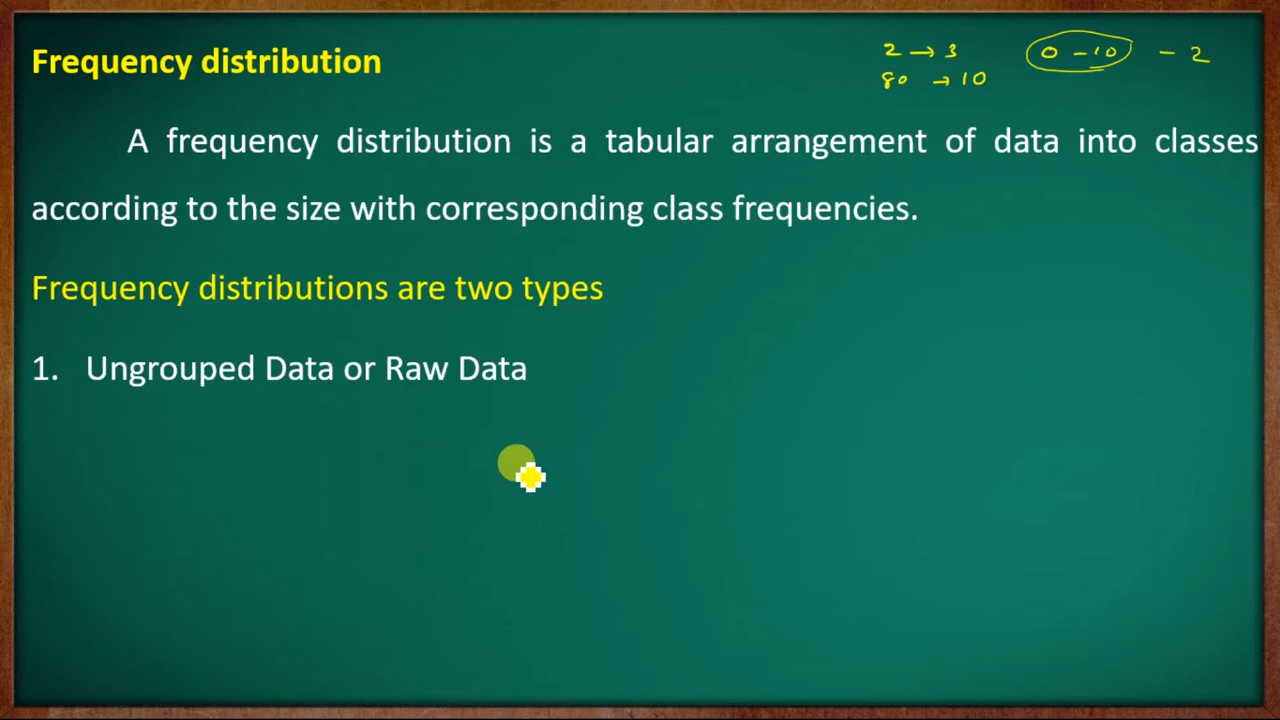 Frequency distribution
2 → 3
80 → 10
0 - 10 - 2
A frequency distribution is a tabular arrangement of data into classes
according to the size with corresponding class frequencies.
Frequency distributions are two types
1. Ungrouped Data or Raw Data